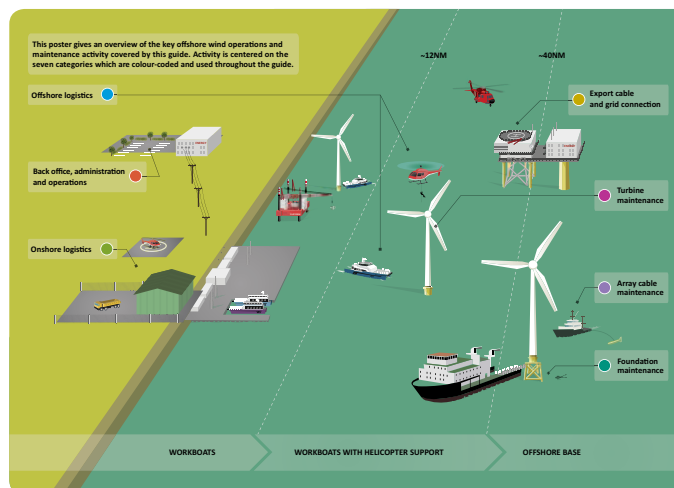 This poster gives an overview of the key offshore wind operations and
maintenance activity covered by this guide. Activity is centered on the
seven categories which are colour-coded and used throughout the guide.
~12NM
~40NM
Offshore logistics
Export cable
and grid connection
Back office, administration
and operations
Turbine
maintenance
Onshore logistics
Array cable
maintenance
Foundation
maintenance
WORKBOATS
WORKBOATS WITH HELICOPTER SUPPORT
OFFSHORE BASE